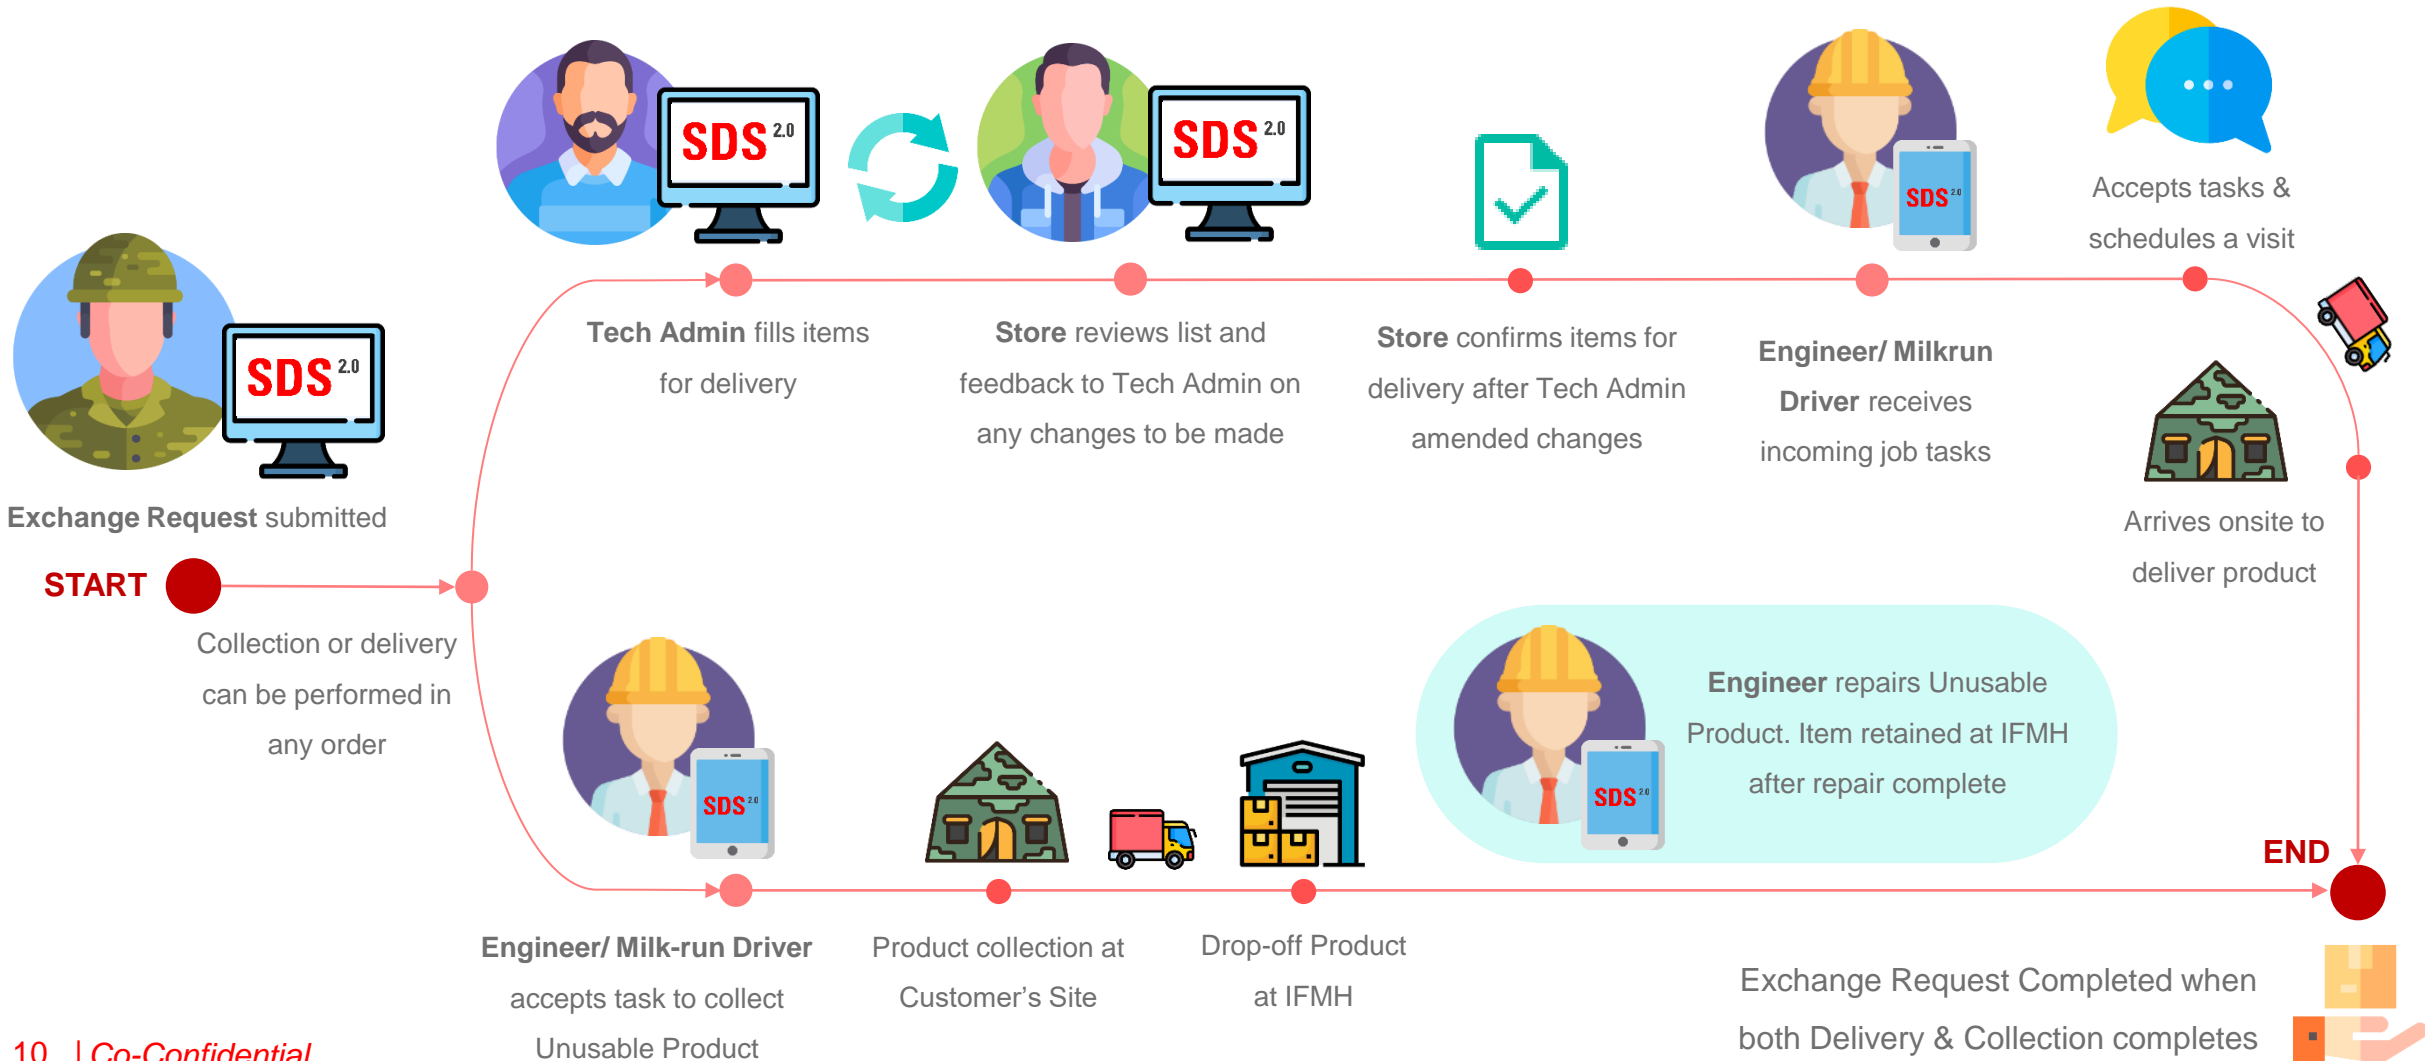 SDS 2.0
SDS 2.0
SDS 2.0
SDS 2.0
Accepts tasks &
schedules a visit
Tech Admin fills items
for delivery
Store reviews list and
feedback to Tech Admin on
any changes to be made
Store confirms items for
delivery after Tech Admin
amended changes
Engineer/ Milkrun
Driver receives
incoming job tasks
Arrives onsite to
deliver product
Exchange Request submitted
START
Collection or delivery
can be performed in
any order
SDS 2.0
SDS 2.0
Engineer repairs Unusable
Product. Item retained at IFMH
after repair complete
END
Engineer/ Milk-run Driver
accepts task to collect
Unusable Product
Product collection at
Customer's Site
Drop-off Product
at IFMH
Exchange Request Completed when
both Delivery & Collection completes
10 | Co-Confidential